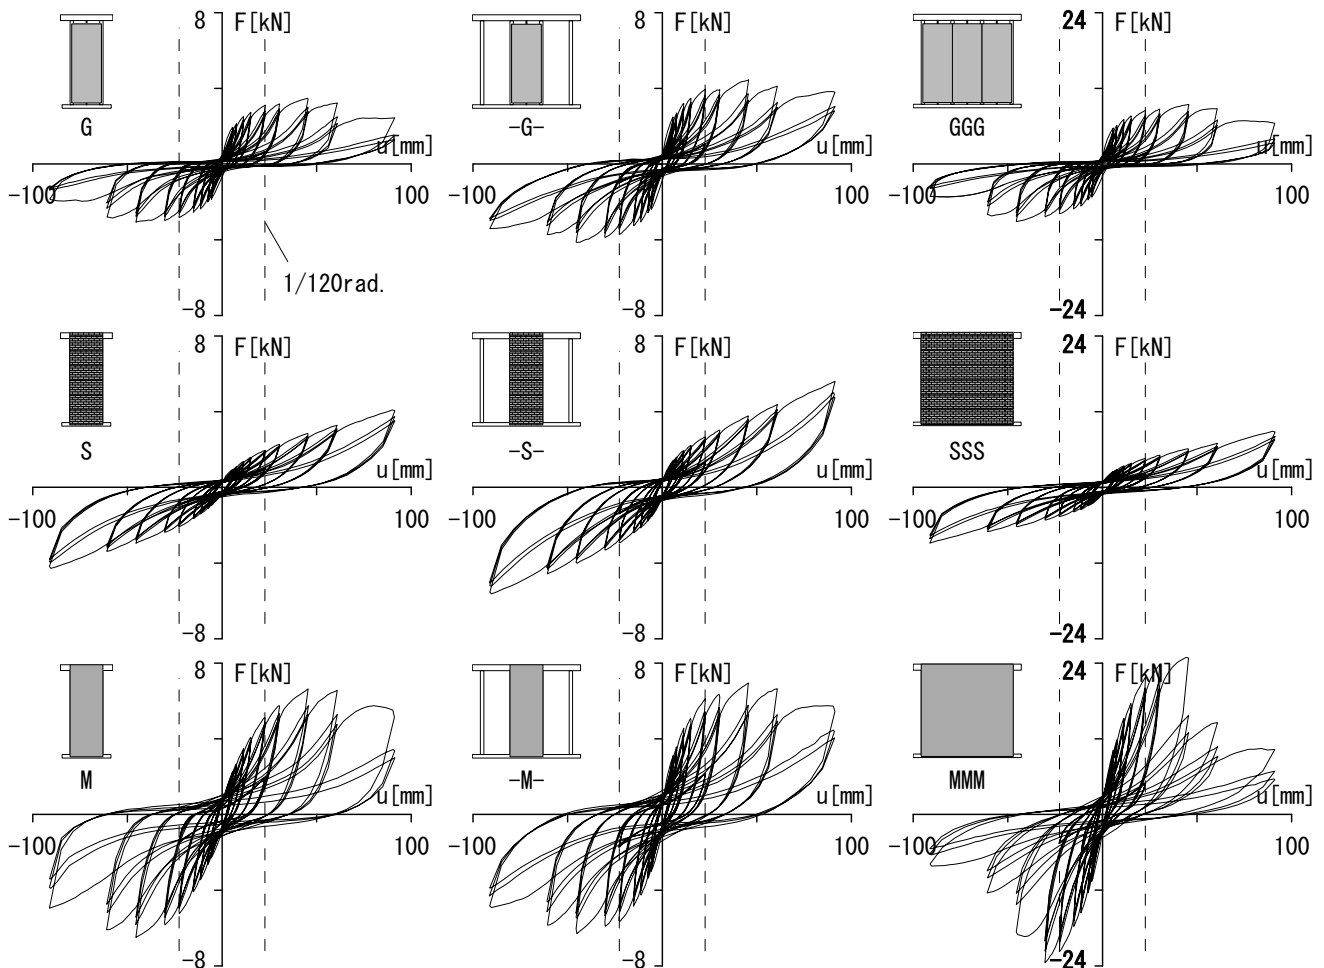 8 F[kN]
G
u[mm]
-100
100
1/120rad.
-8
8 F[kN]
-G-
u[mm]
-100
100
-8
24 F[kN]
GGG
u[mm]
-100
100
-24
8 F[kN]
S
u[mm]
-100
100
-8
8 F[kN]
-S-
u[mm]
-100
100
-8
24 F[kN]
SSS
u[mm]
-100
100
-24
8 F[kN]
M
u[mm]
-100
100
-8
8 F[kN]
-M-
u[mm]
-100
100
-8
24 F[kN]
MMM
u[mm]
-100
100
-24